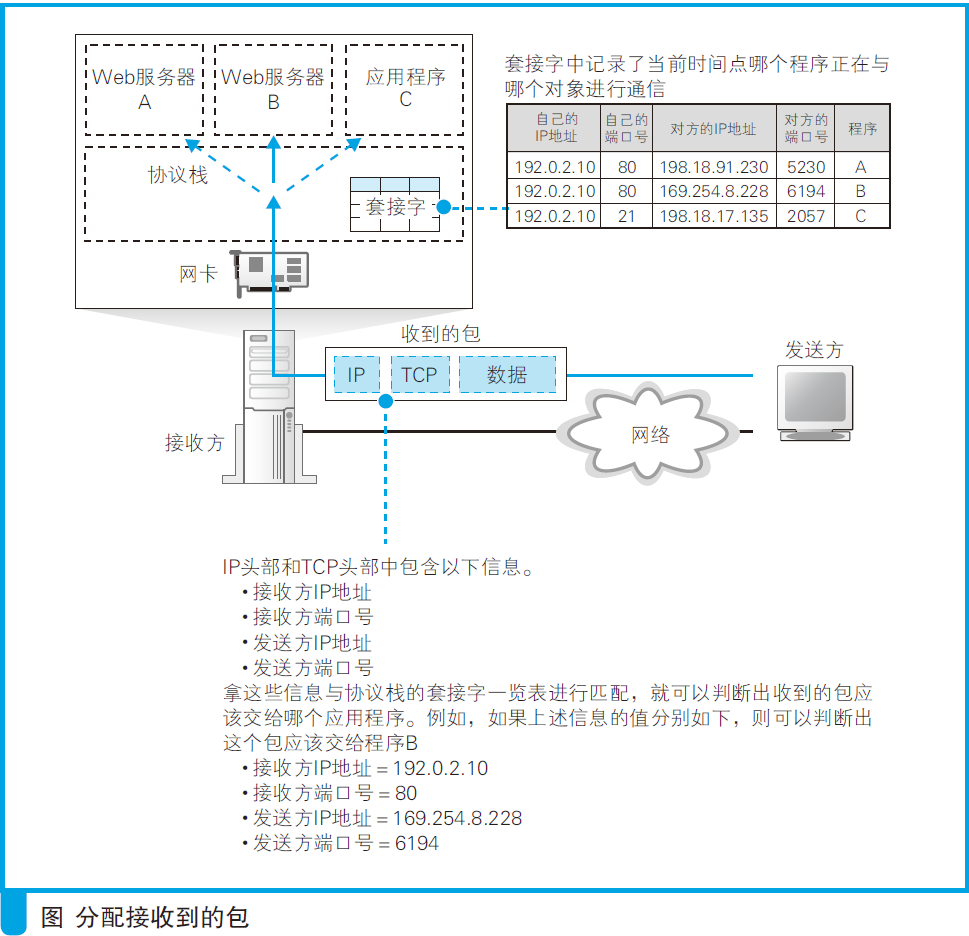 Web服务器
A
Web服务器
B
应用程序
C
协议栈
套接字
网卡
套接字中记录了当前时间点哪个程序正在与
哪个对象进行通信
自己的IP地址 自己的端口号 对方的IP地址 对方的端口号 程序
192.0.2.10 80 198.18.91.230 5230 A
192.0.2.10 80 169.254.8.228 6194 B
192.0.2.10 21 198.18.17.135 2057 C
收到的包
IP TCP 数据
发送方
接收方
网络
IP头部和TCP头部中包含以下信息。
•接收方IP地址
•接收方端口号
•发送方IP地址
•发送方端口号
拿这些信息与协议栈的套接字一览表进行匹配，就可以判断出收到的包应
该交给哪个应用程序。例如，如果上述信息的值分别如下，则可以判断出
这个包应该交给程序B
•接收方IP地址＝192.0.2.10
•接收方端口号＝80
•发送方IP地址＝169.254.8.228
•发送方端口号＝6194
图 分配接收到的包